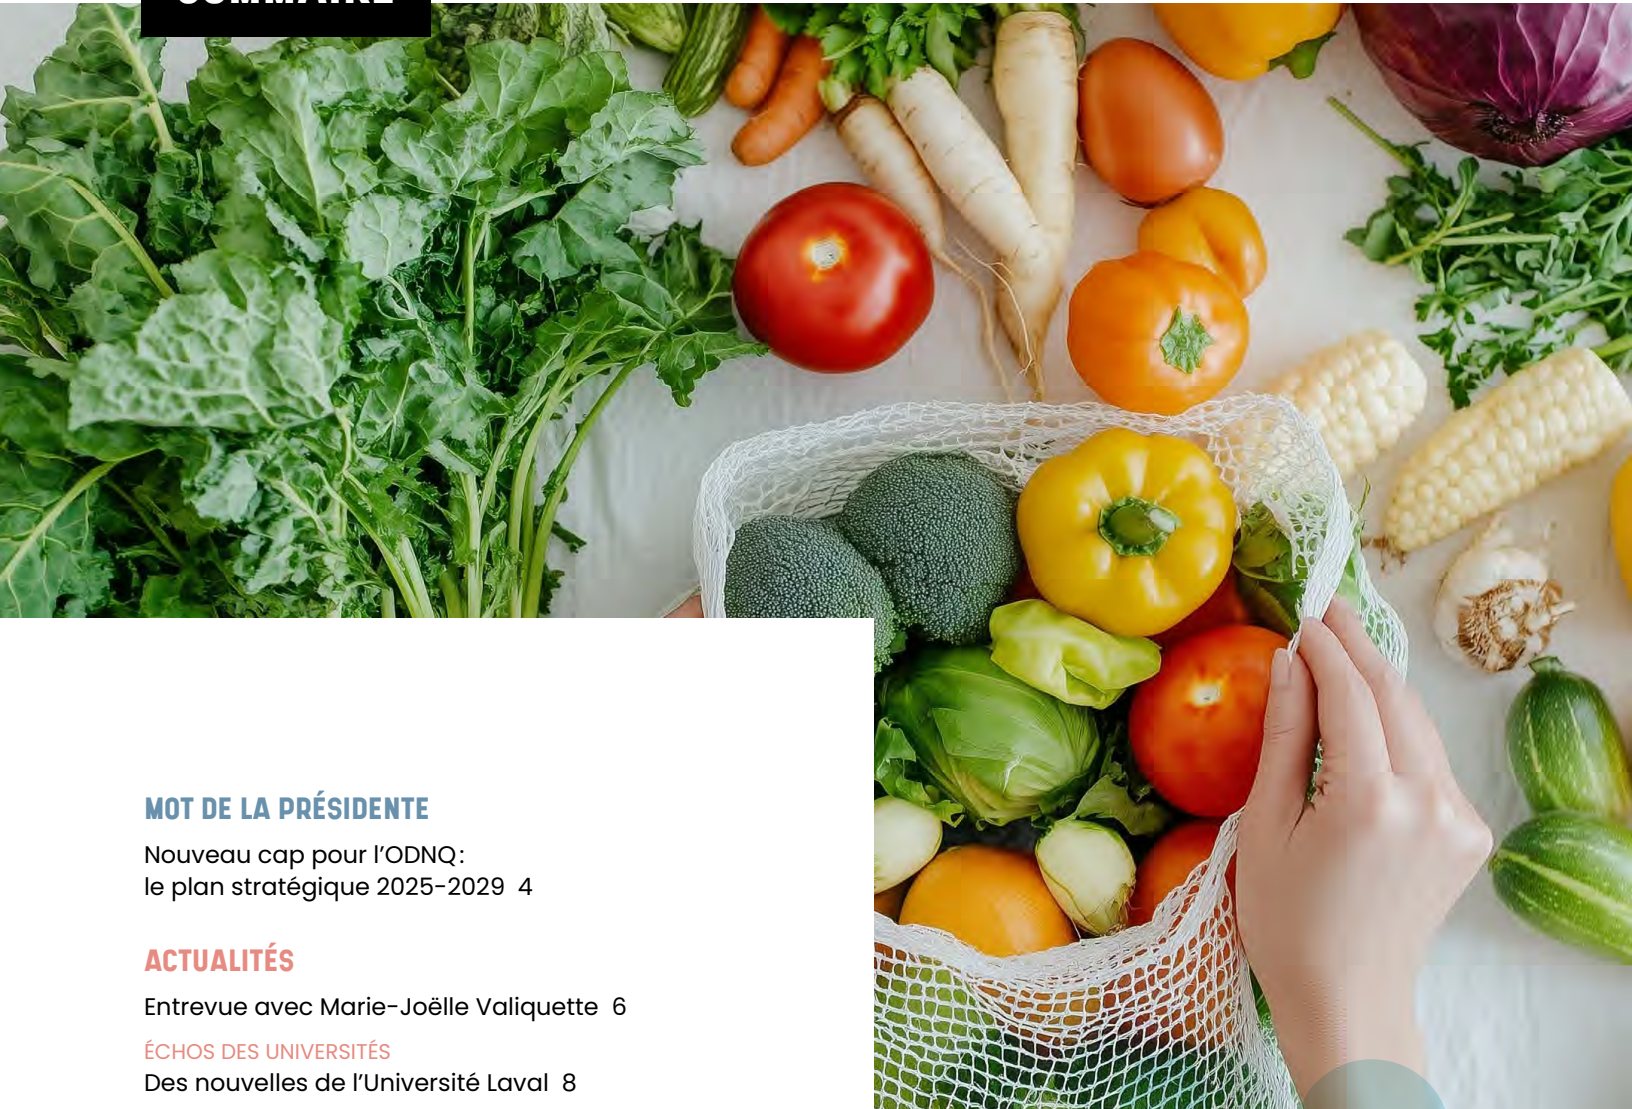 SOMMAIRE
MOT DE LA PRÉSIDENTE
Nouveau cap pour l’ODNQ :
le plan stratégique 2025-2029 4
ACTUALITÉS
Entrevue avec Marie-Joëlle Valiquette 6
ÉCHOS DES UNIVERSITÉS
Des nouvelles de l’Université Laval 8